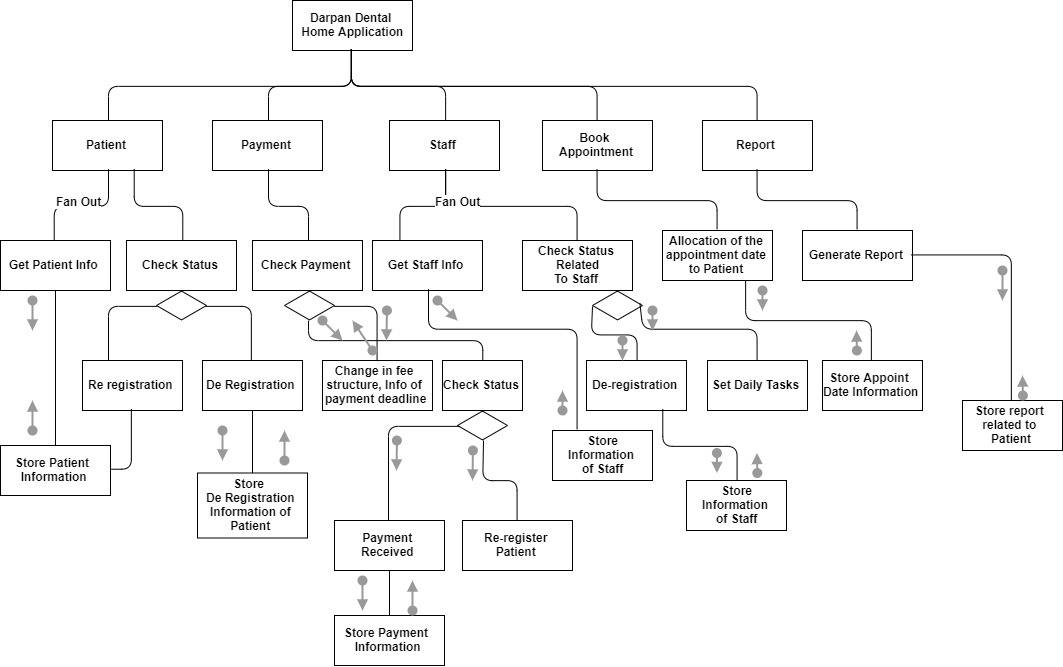 Darpan Dental
Home Application
Patient
Payment
Staff
Book
Appointment
Report
Fan Out
Fan Out
Get Patient Info
Check Status
Check Payment
Get Staff Info
Check Status
Related
To Staff
Allocation of the
appointment date
to Patient
Generate Report
Re registration
De Registration
Change in fee
structure, Info of
payment deadline
Check Status
De-registration
Set Daily Tasks
Store Appoint
Date Information
Store report
related to
Patient
Store Patient
Information
Store
De Registration
Information of
Patient
Store
Information
of Staff
Store
Information
of Staff
Payment
Received
Re-register
Patient
Store Payment
Information